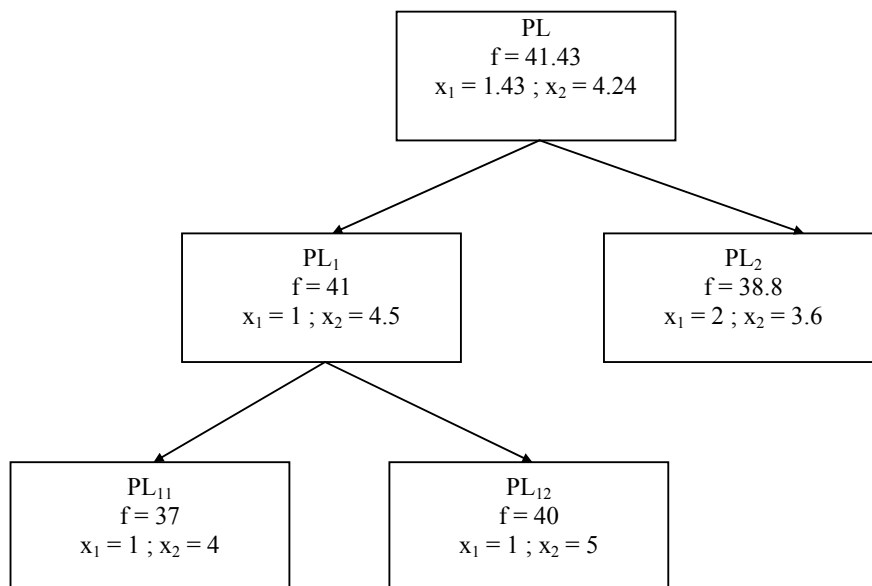 PL
f = 41.43
x₁ = 1.43 ; x₂ = 4.24
PL₁
f = 41
x₁ = 1 ; x₂ = 4.5
PL₂
f = 38.8
x₁ = 2 ; x₂ = 3.6
PL₁₁
f = 37
x₁ = 1 ; x₂ = 4
PL₁₂
f = 40
x₁ = 1 ; x₂ = 5